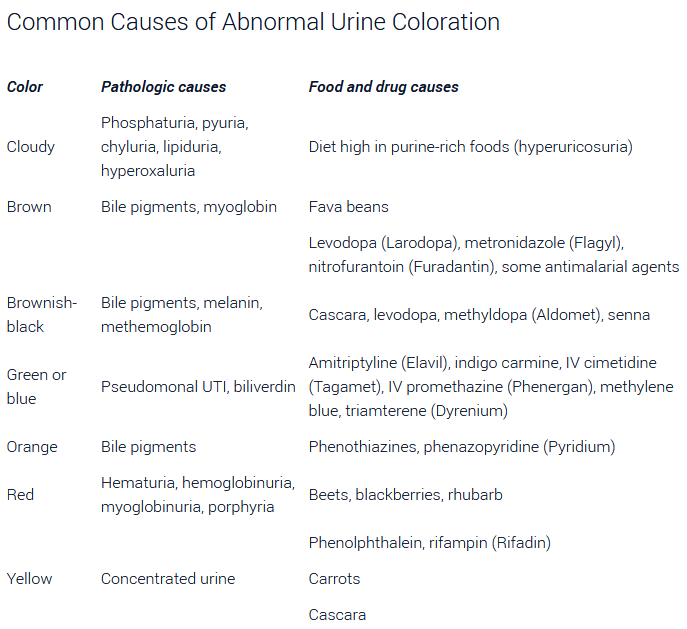 Common Causes of Abnormal Urine Coloration
Color Pathologic causes Food and drug causes
Cloudy
Phosphaturia, pyuria,
chyluria, lipiduria,
hyperoxaluria
Diet high in purine-rich foods (hyperuricosuria)
Brown
Bile pigments, myoglobin
Fava beans
Levodopa (Larodopa), metronidazole (Flagyl),
nitrofurantoin (Furadantin), some antimalarial agents
Brownish-
black
Bile pigments, melanin,
methemoglobin
Cascara, levodopa, methyldopa (Aldomet), senna
Green or
blue
Pseudomonal UTI, biliverdin
Amitriptyline (Elavil), indigo carmine, IV cimetidine
(Tagamet), IV promethazine (Phenergan), methylene
blue, triamterene (Dyrenium)
Orange
Bile pigments
Phenothiazines, phenazopyridine (Pyridium)
Red
Hematuria, hemoglobinuria,
myoglobinuria, porphyria
Beets, blackberries, rhubarb
Phenolphthalein, rifampin (Rifadin)
Yellow
Concentrated urine
Carrots
Cascara